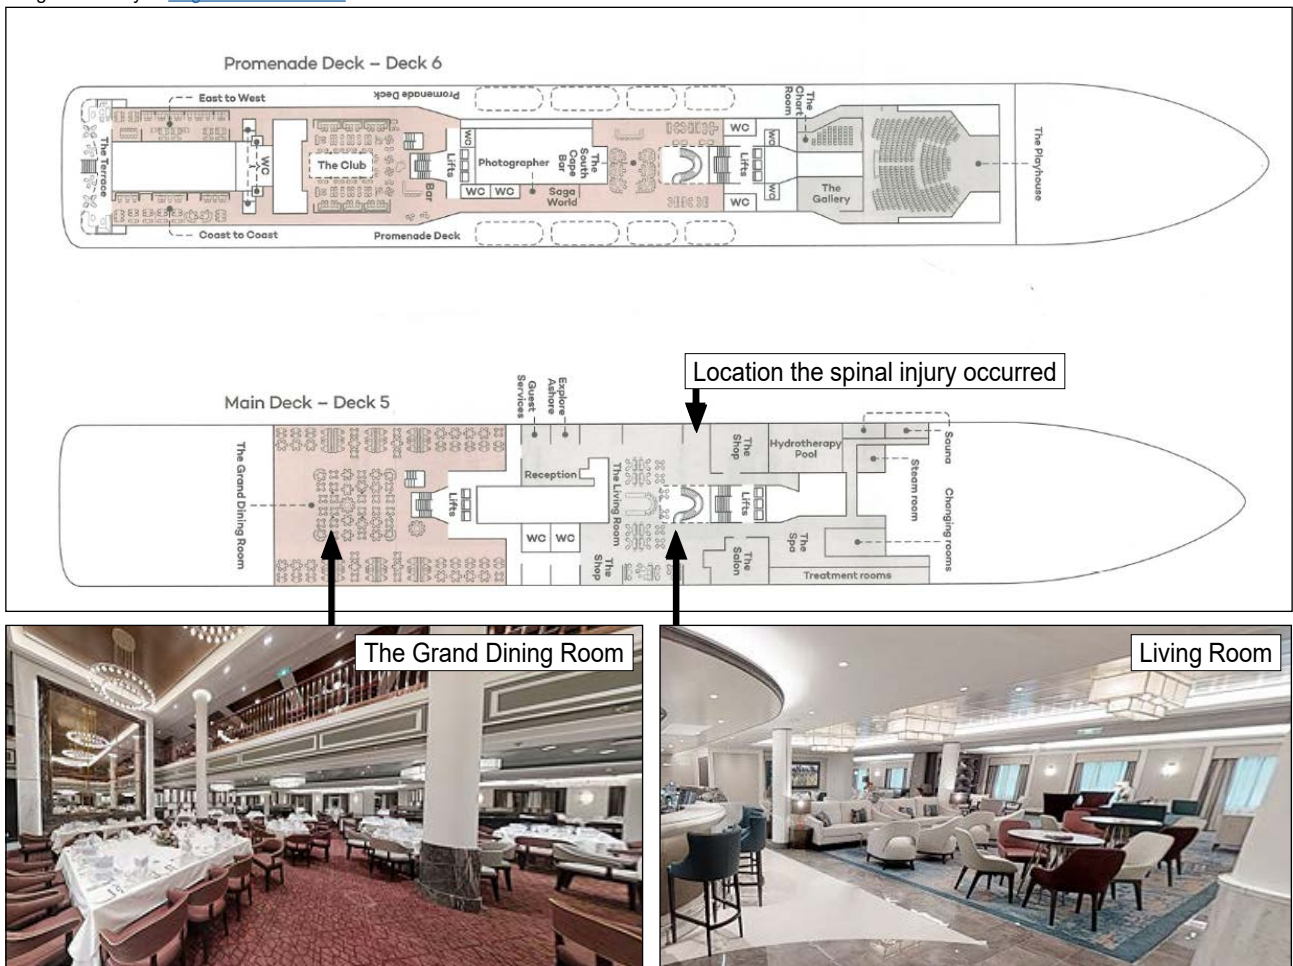 Promenade Deck – Deck 6
East to West
Promenade Deck
The Terrace
WC
The Club
Bar
Lifts
WC
Photographer
WC WC
Saga
World
The
South
Cape
Bar
WC
WC
Lifts
WC
WC
The
Chart
Room
The
Gallery
The Playhouse
Coast to Coast
Promenade Deck
Location the spinal injury occurred
Main Deck – Deck 5
Guest
Services
Explore
Ashore
The Grand Dining Room
Lifts
Reception
WC WC
The Living Room
The
Shop
The
Shop
Lifts
The
Salon
Hydrotherapy
Pool
The
Spa
Treatment rooms
Sauna
Steam room
Changing rooms
The Grand Dining Room
Living Room